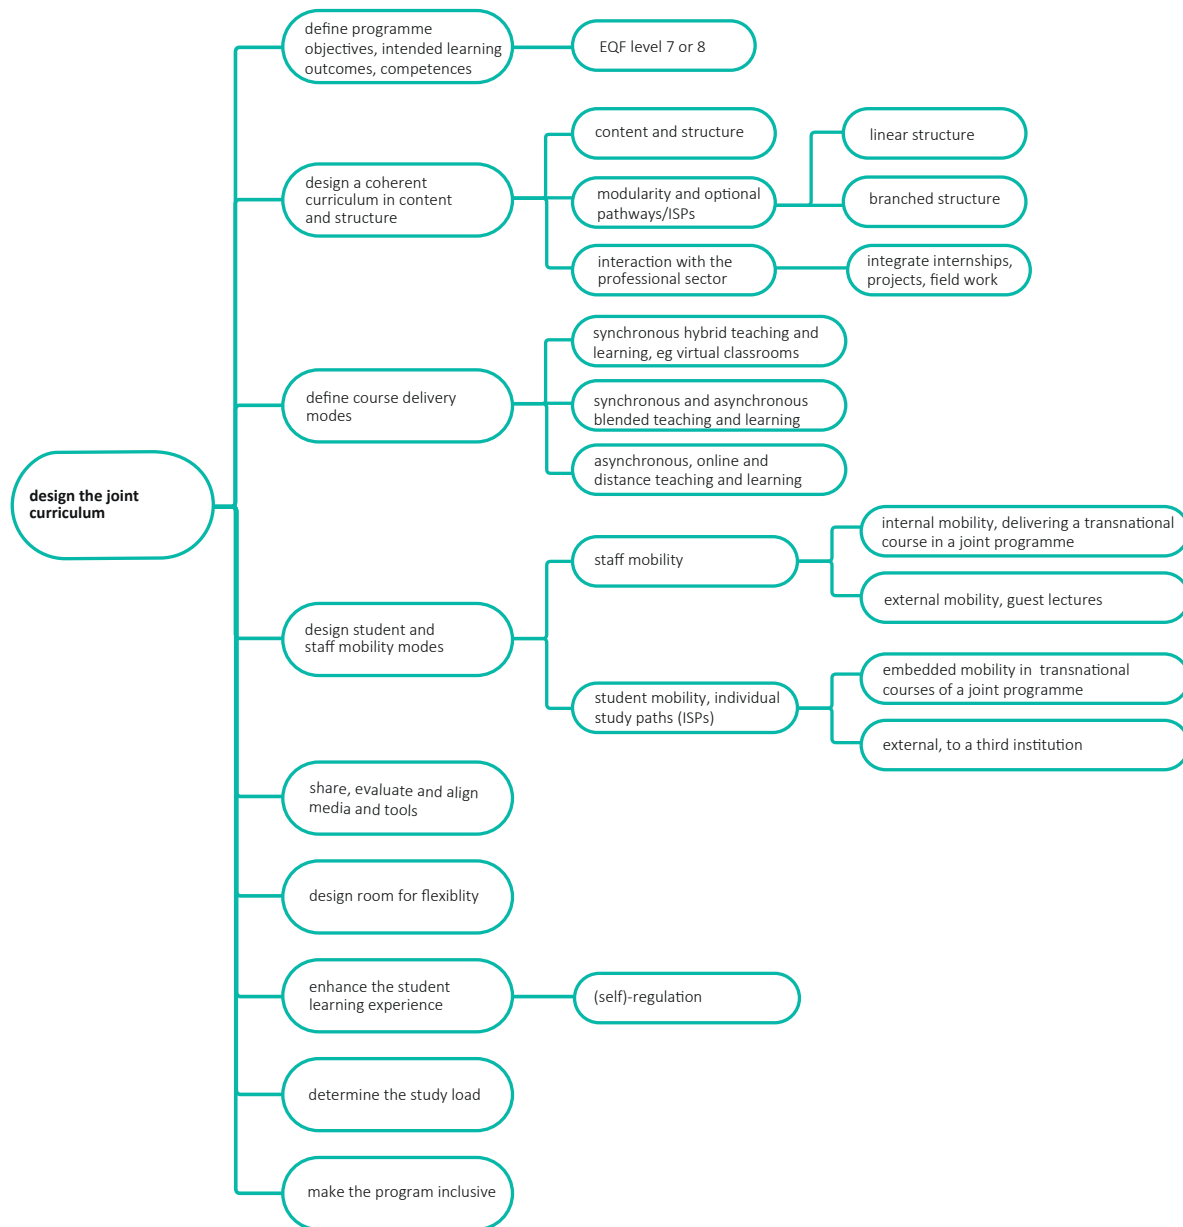 define programme
objectives, intended learning
outcomes, competences
EQF level 7 or 8
content and structure
linear structure
design a coherent
curriculum in content
and structure
modularity and optional
pathways/ISPs
branched structure
interaction with the
professional sector
integrate internships,
projects, field work
synchronous hybrid teaching and
learning, eg virtual classrooms
define course delivery
modes
synchronous and asynchronous
blended teaching and learning
asynchronous, online and
distance teaching and learning
design the joint
curriculum
internal mobility, delivering a transnational
course in a joint programme
staff mobility
external mobility, guest lectures
design student and
staff mobility modes
embedded mobility in  transnational
courses of a joint programme
student mobility, individual
study paths (ISPs)
external, to a third institution
share, evaluate and align
media and tools
design room for flexiblity
enhance the student
learning experience
(self)-regulation
determine the study load
make the program inclusive